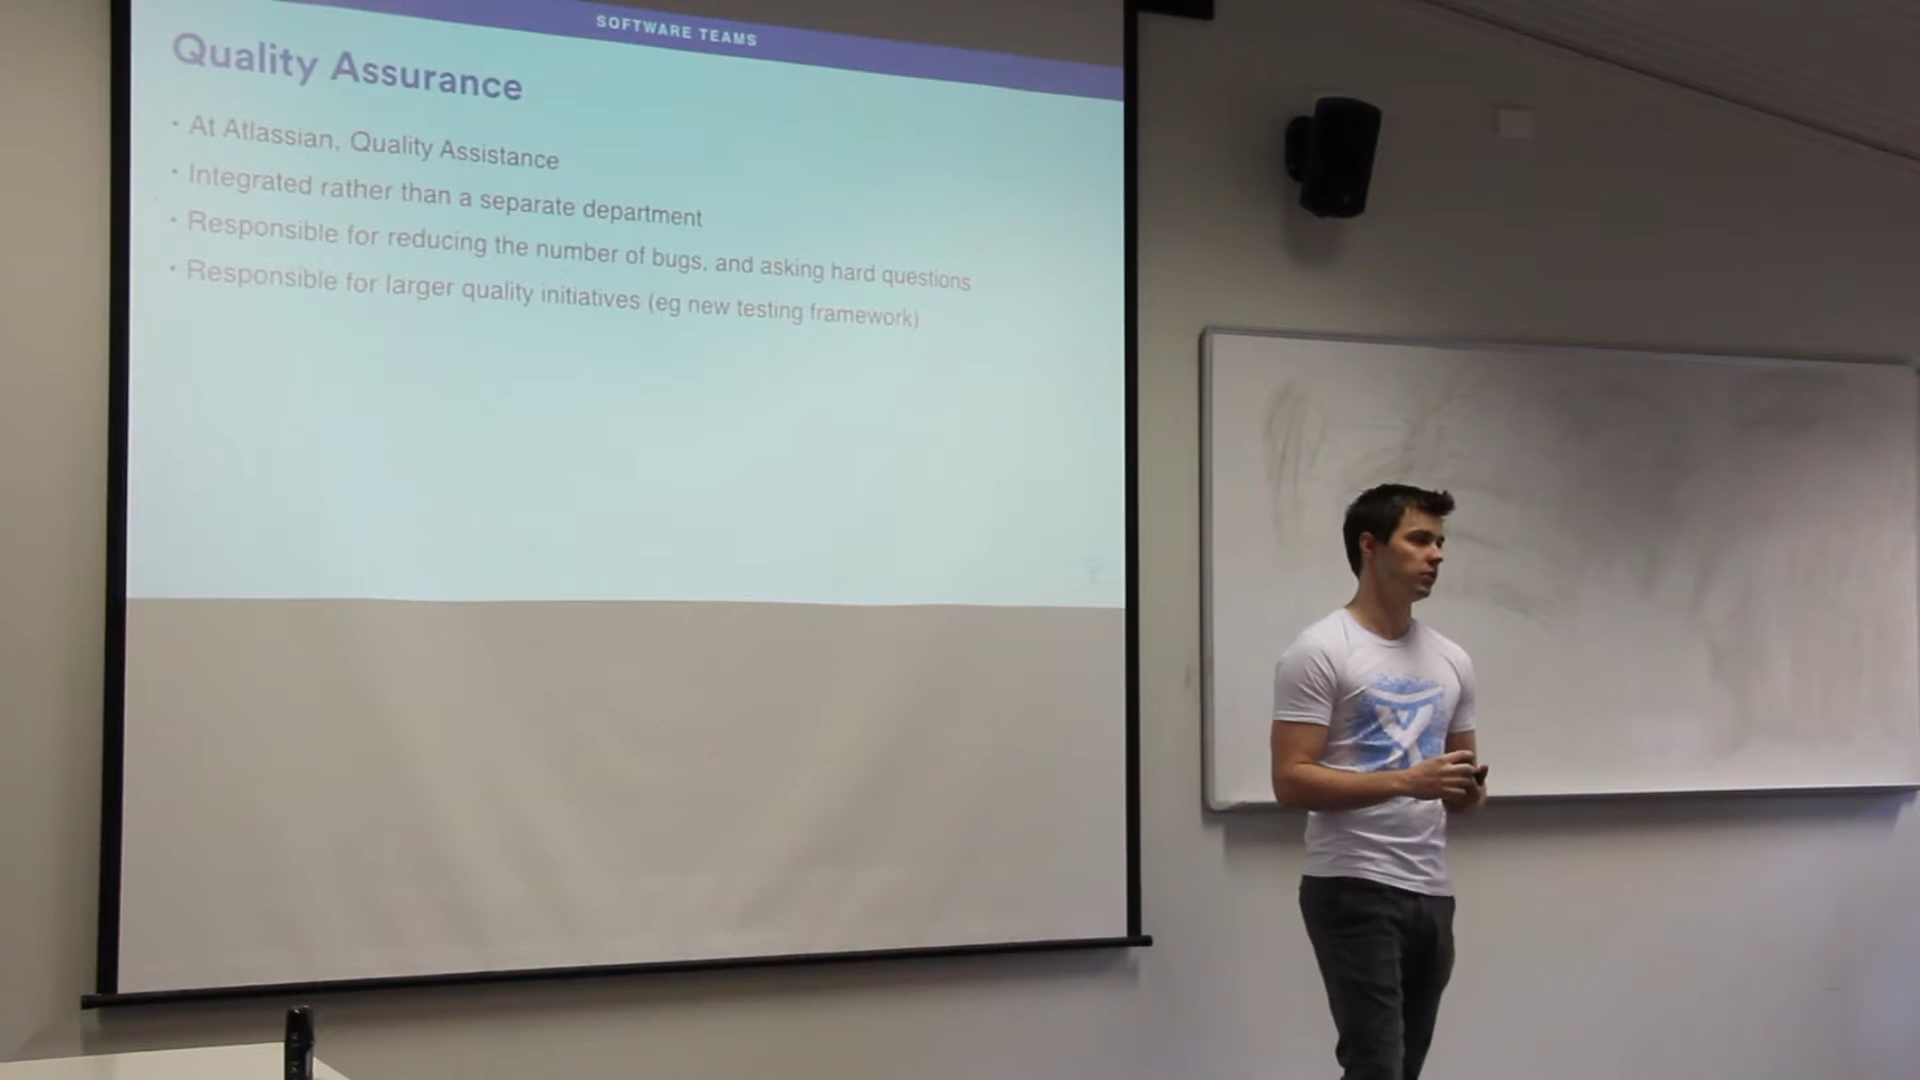 SOFTWARE TEAMS
Quality Assurance
• At Atlassian, Quality Assistance
• Integrated rather than a separate department
• Responsible for reducing the number of bugs, and asking hard questions
• Responsible for larger quality initiatives (eg new testing framework)